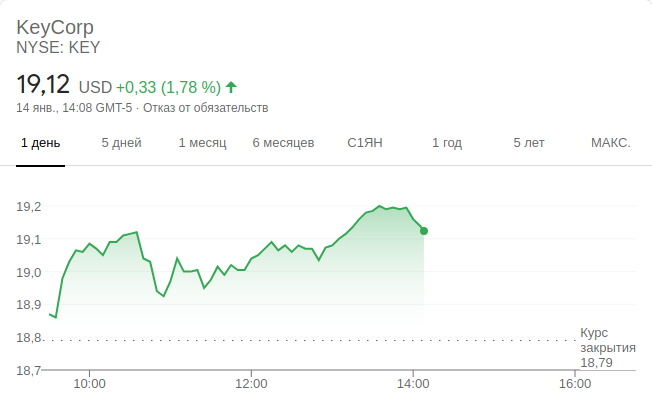 KeyCorp
NYSE: KEY
19,12 USD +0,33 (1,78 %)
14 янв., 14:08 GMT-5 · Отказ от обязательств
1 день 5 дней 1 месяц 6 месяцев С1ЯН 1 год 5 лет МАКС.
19,2
19,1
19,0
18,9
18,8
18,7
Курс
закрытия
18,79
10:00 12:00 14:00 16:00